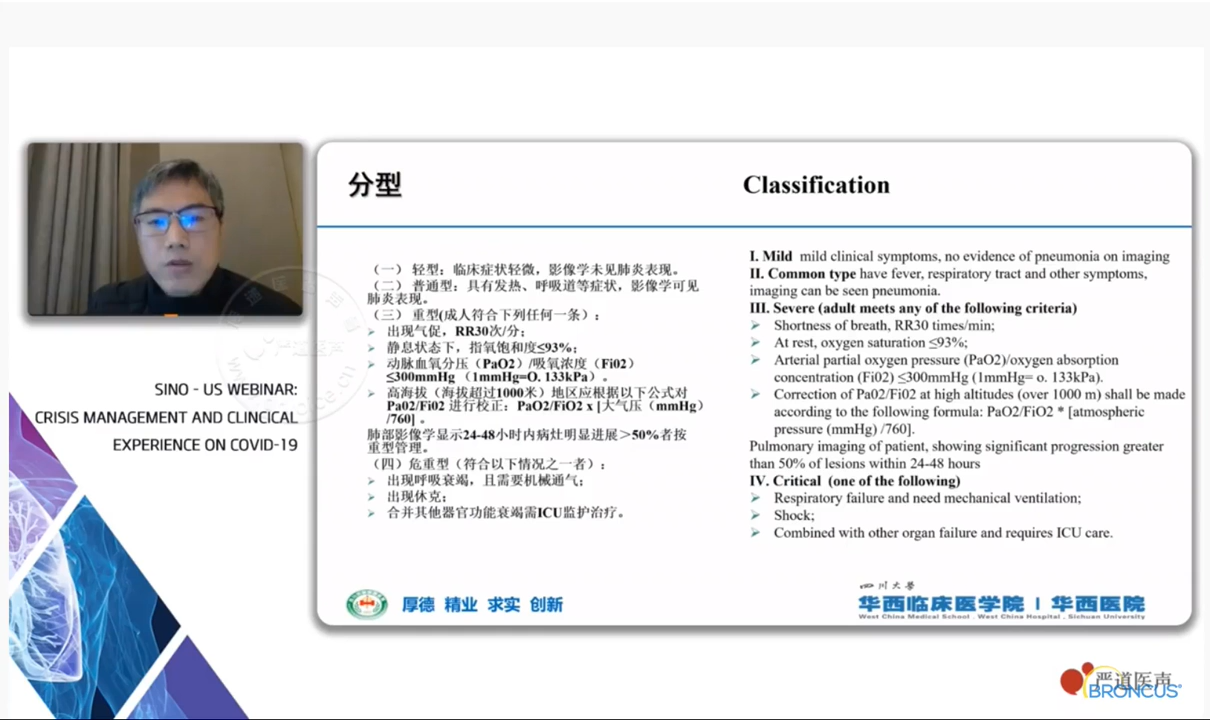 SINO - US WEBINAR:
CRISIS MANAGEMENT AND CLINCICAL
EXPERIENCE ON COVID-19
分型
Classification
（一）轻型：临床症状轻微，影像学未见肺炎表现。
（二）普通型：具有发热、呼吸道等症状，影像学可见
肺炎表现。
（三）重型(成人符合下列任何一条）：
出现气促，RR30次/分；
静息状态下，指氧饱和度≤93%；
动脉血氧分压（PaO2）/吸氧浓度（Fi02）
≤300mmHg （1mmHg=O. 133kPa）。
高海拔（海拔超过1000米）地区应根据以下公式对
Pa02/Fi02 进行校正：PaO2/FiO2 x [大气压（mmHg）
/760] 。
肺部影像学显示24-48小时内病灶明显进展＞50%者按
重型管理。
（四）危重型（符合以下情况之一者）：
出现呼吸衰竭，且需要机械通气；
出现休克；
合并其他器官功能衰竭需ICU监护治疗。
I. Mild mild clinical symptoms, no evidence of pneumonia on imaging
II. Common type have fever, respiratory tract and other symptoms,
imaging can be seen pneumonia.
III. Severe (adult meets any of the following criteria)
Shortness of breath, RR30 times/min;
At rest, oxygen saturation ≤93%;
Arterial partial oxygen pressure (PaO2)/oxygen absorption
concentration (Fi02) ≤300mmHg (1mmHg= o. 133kPa).
Correction of Pa02/Fi02 at high altitudes (over 1000 m) shall be made
according to the following formula: PaO2/FiO2 * [atmospheric
pressure (mmHg) /760].
Pulmonary imaging of patient, showing significant progression greater
than 50% of lesions within 24-48 hours
IV. Critical (one of the following)
Respiratory failure and need mechanical ventilation;
Shock;
Combined with other organ failure and requires ICU care.
厚德 精业 求实 创新
四川大學
华西临床医学院 | 华西医院
West China Medical School . West China Hospital . Sichuan University
严道医声
BRONCUS